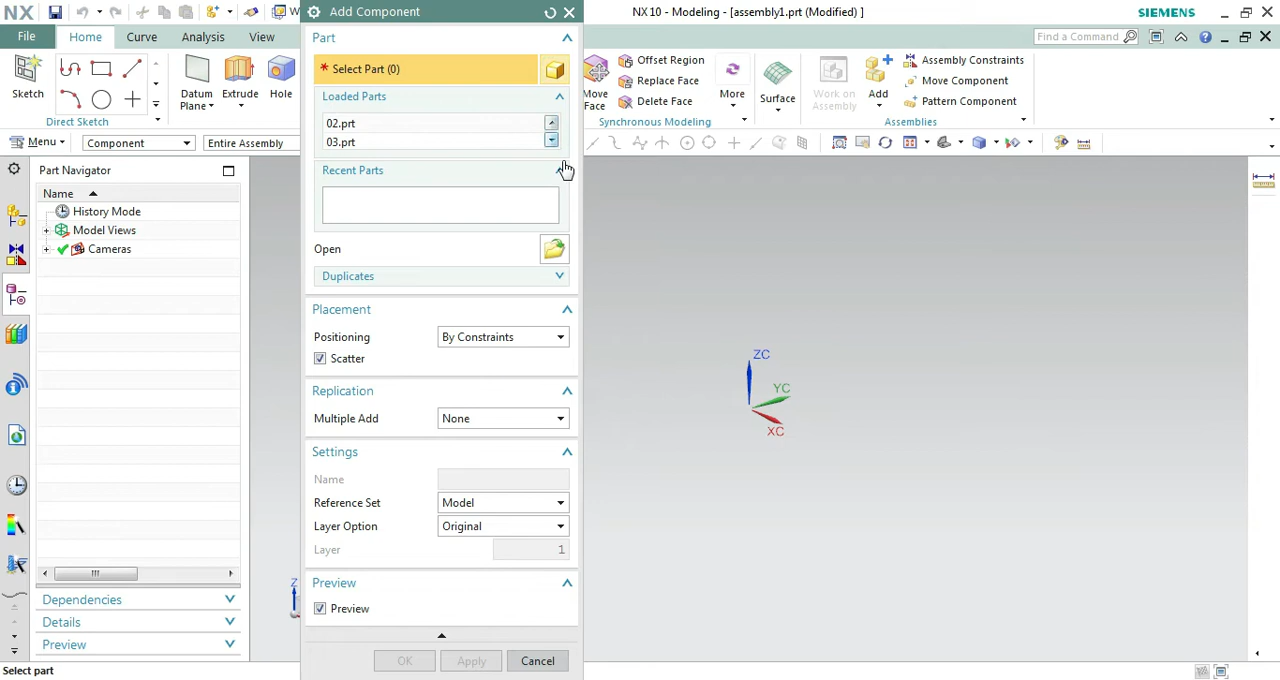 NX
W
Add Component
NX 10 - Modeling - [assembly1.prt (Modified) ]
SIEMENS
File
Home
Curve
Analysis
View
Part
Find a Command
Sketch
Datum
Plane
Extrude
Hole
* Select Part (0)
Move
Face
Offset Region
Replace Face
Delete Face
More
Surface
Work on
Assembly
Add
Assembly Constraints
Move Component
Pattern Component
Direct Sketch
Loaded Parts
Synchronous Modeling
Assemblies
02.prt
03.prt
Menu
Component
Entire Assembly
Part Navigator
Recent Parts
Name
History Mode
Model Views
Cameras
Open
Duplicates
Placement
Positioning
By Constraints
Scatter
Replication
Multiple Add
None
Settings
Name
Reference Set
Model
Layer Option
Original
Layer
1
Preview
Preview
OK
Apply
Cancel
ZC
YC
XC
Z
Dependencies
Details
Preview
Select part